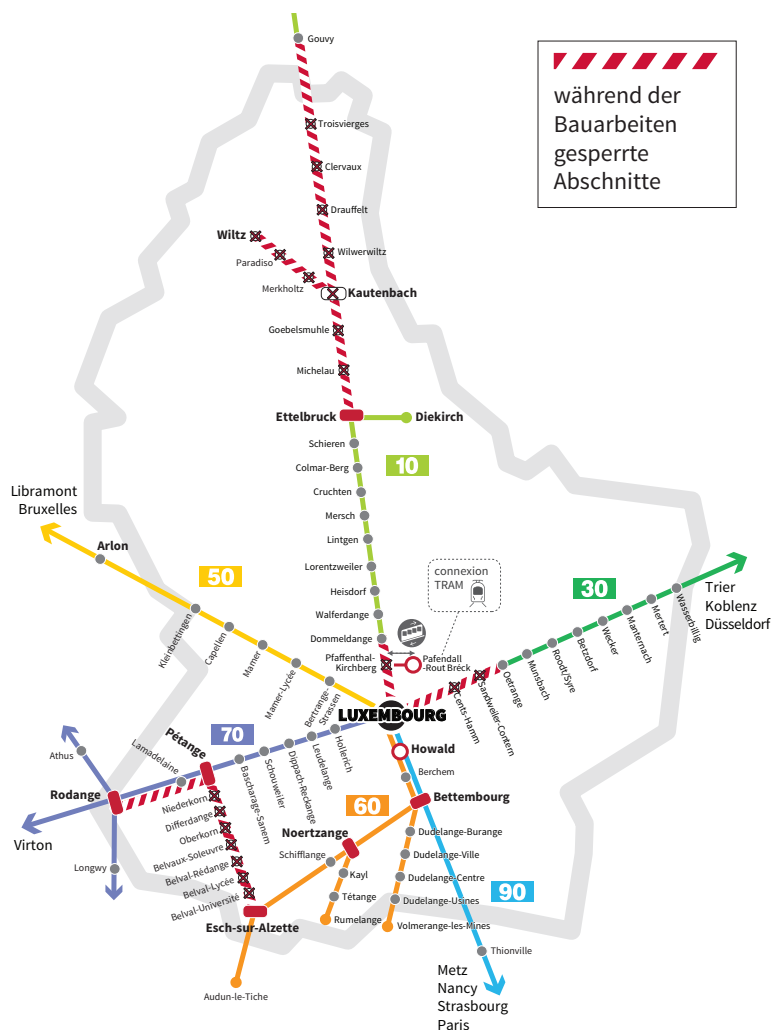 Gouvy
während der
Bauarbeiten
gesperrte
Abschnitte
Troisvierges
Clervaux
Drauffelt
Wiltz
Wilwerwiltz
Paradiso
Merkholtz
Kautenbach
Goebelsmuhle
Michelau
Ettelbruck
Diekirch
Schieren
10
Colmar-Berg
Cruchten
Mersch
Lintgen
Libramont
Bruxelles
Arlon
50
Lorentzweiler
connexion
TRAM
30
Heisdorf
Walferdange
Dommeldange
Pfaffenthal-
Kirchberg
Pafendall
-Rout Bréck
Trier
Koblenz
Düsseldorf
Kleinbettingen
Capellen
Mamer
Mamer-Lycée
Bertrange-
Strassen
LUXEMBOURG
Cents-Hamm
Sandweiler-Contern
Oetrange
Munsbach
Roodt/Syre
Betzdorf
Wecker
Manternach
Mertert
Wasserbillig
70
Pétange
Athus
Lamadelaine
Rodange
Virton
Longwy
Bascharage-Sanem
Schouweiler
Dippach-Reckange
Leudelange
Hollerich
Howald
Berchem
Bettembourg
60
Niederkorn
Differdange
Oberkorn
Belvaux-Soleuvre
Belval-Rédange
Belval-Lycée
Belval-Université
Noertzange
Schifflange
Kayl
Tétange
Rumelange
Dudelange-Burange
Dudelange-Ville
Dudelange-Centre
Dudelange-Usines
Volmerange-les-Mines
90
Esch-sur-Alzette
Audun-le-Tiche
Thionville
Metz
Nancy
Strasbourg
Paris